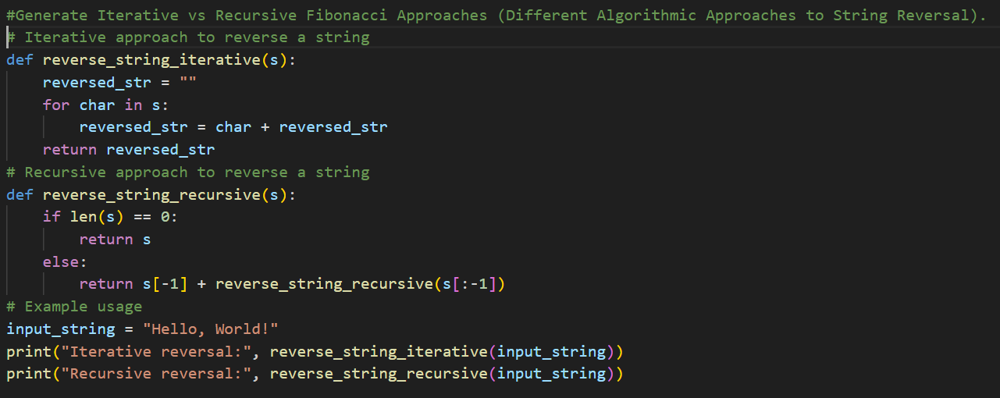 #Generate Iterative vs Recursive Fibonacci Approaches (Different Algorithmic Approaches to String Reversal).
# Iterative approach to reverse a string
def reverse_string_iterative(s):
    reversed_str = ""
    for char in s:
        reversed_str = char + reversed_str
    return reversed_str
# Recursive approach to reverse a string
def reverse_string_recursive(s):
    if len(s) == 0:
        return s
    else:
        return s[-1] + reverse_string_recursive(s[:-1])
# Example usage
input_string = "Hello, World!"
print("Iterative reversal:", reverse_string_iterative(input_string))
print("Recursive reversal:", reverse_string_recursive(input_string))